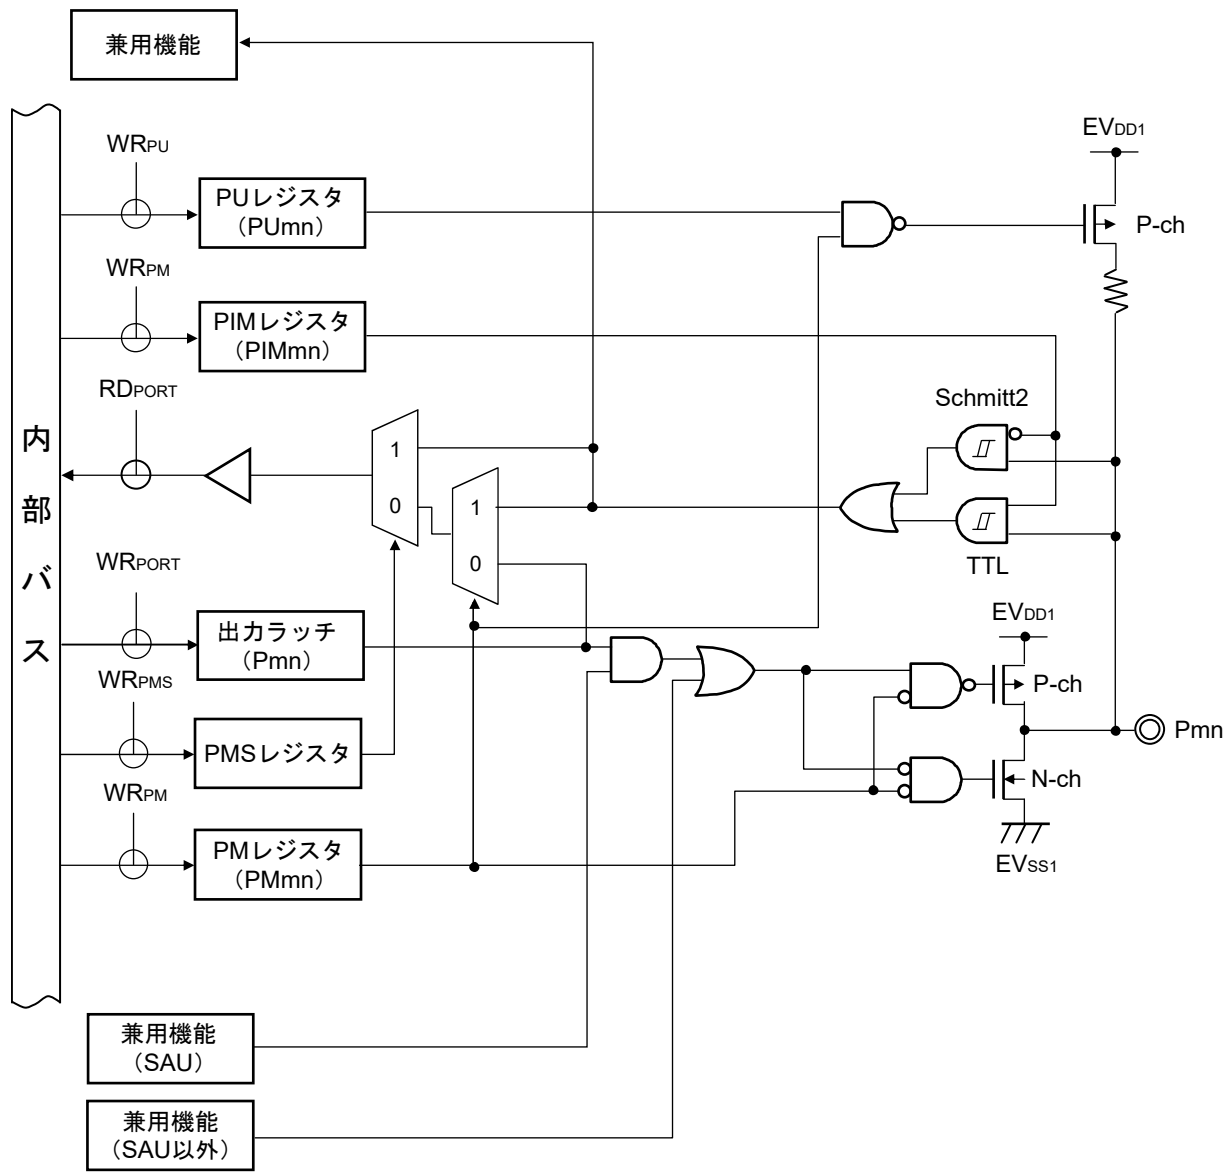 兼用機能
WRPU
PUレジスタ
（PUmn）
EVDD1
P-ch
WRPM
PIMレジスタ
（PIMmn）
RDPORT
内部バス
1
0
1
0
Schmitt2
TTL
WRPORT
出力ラッチ
（Pmn）
EVDD1
P-ch
WRPMS
PMSレジスタ
Pmn
N-ch
WRPM
PMレジスタ
（PMmn）
EVSS1
兼用機能
（SAU）
兼用機能
（SAU以外）